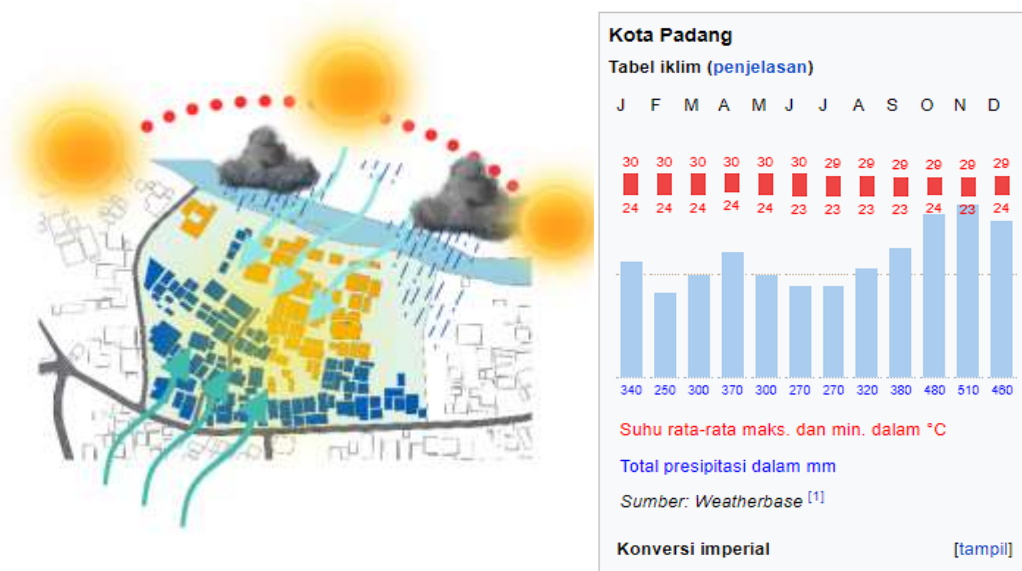 Kota Padang
Tabel iklim (penjelasan)
J F M A M J J A S O N D
30 30 30 30 30 30 29 29 29 29 29 29
24 24 24 24 24 23 23 23 23 24 23 24
340 250 300 370 300 270 270 320 380 480 510 460
Suhu rata-rata maks. dan min. dalam °C
Total presipitasi dalam mm
Sumber: Weatherbase [1]
Konversi imperial [tampil]